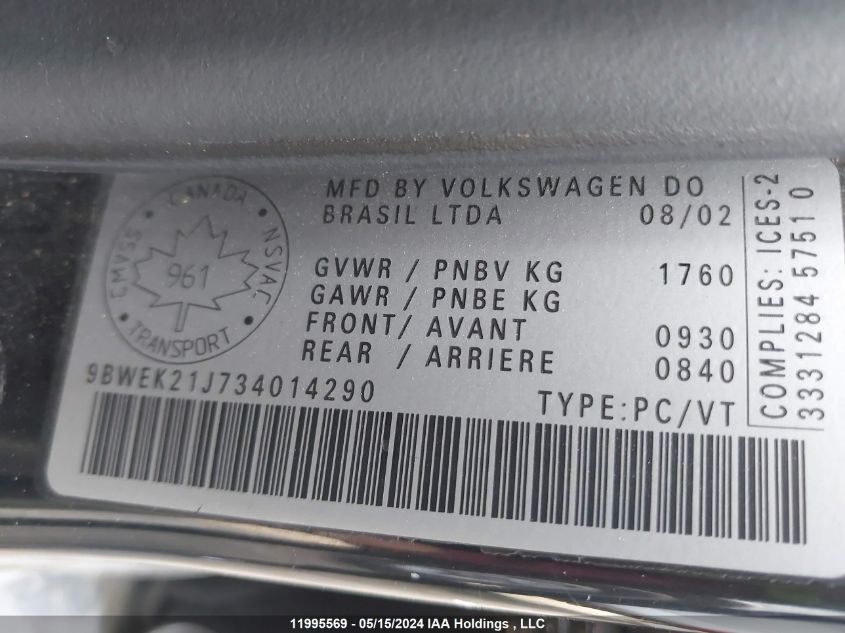 CANADA
CMVSS
NSVAC
961
TRANSPORT
MFD BY VOLKSWAGEN DO
BRASIL LTDA 08/02
GVWR / PNBV KG 1760
GAWR / PNBE KG
FRONT/ AVANT 0930
REAR / ARRIERE 0840
9BWEK21J734014290
TYPE:PC/VT
COMPLIES: ICES-2
3331284 5751 0
11995569 - 05/15/2024 IAA Holdings , LLC